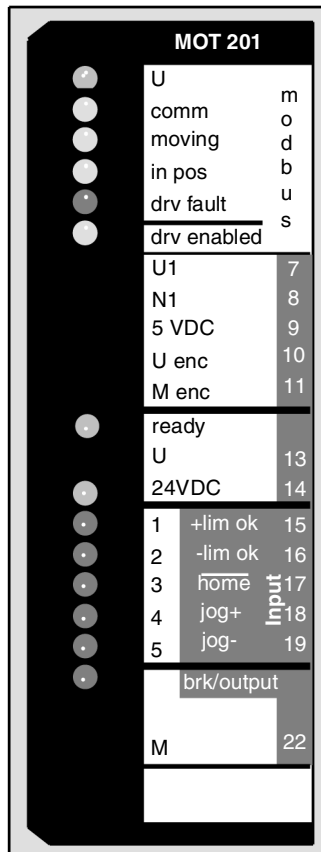 MOT 201
U
comm
moving
in pos
drv fault
drv enabled
modbus
U1 7
N1 8
5 VDC 9
U enc 10
M enc 11
ready
U 13
24VDC 14
1 +lim ok 15
2 -lim ok 16
3 home 17
4 jog+ 18
5 jog- 19
Input
brk/output
M 22